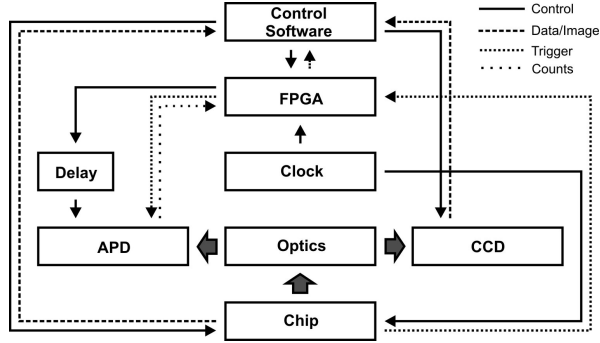 Control
Software
Control
Data/Image
Trigger
Counts
FPGA
Delay
Clock
APD
Optics
CCD
Chip